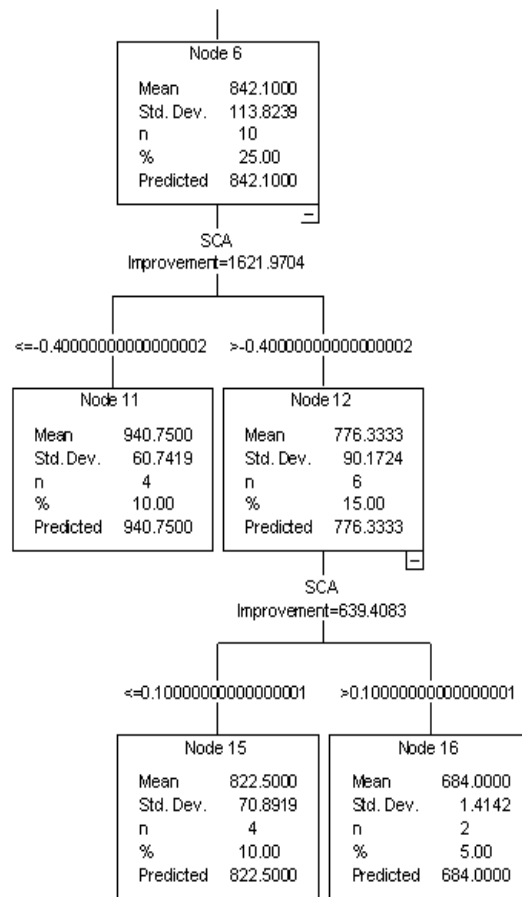 Node 6
Mean 842.1000
Std. Dev. 113.8239
n 10
% 25.00
Predicted 842.1000
SCA
Improvement=1621.9704
<=-0.40000000000000002 >-0.40000000000000002
Node 11
Mean 940.7500
Std. Dev. 60.7419
n 4
% 10.00
Predicted 940.7500
Node 12
Mean 776.3333
Std. Dev. 90.1724
n 6
% 15.00
Predicted 776.3333
SCA
Improvement=639.4083
<=0.10000000000000001 >0.10000000000000001
Node 15
Mean 822.5000
Std. Dev. 70.8919
n 4
% 10.00
Predicted 822.5000
Node 16
Mean 684.0000
Std. Dev. 1.4142
n 2
% 5.00
Predicted 684.0000